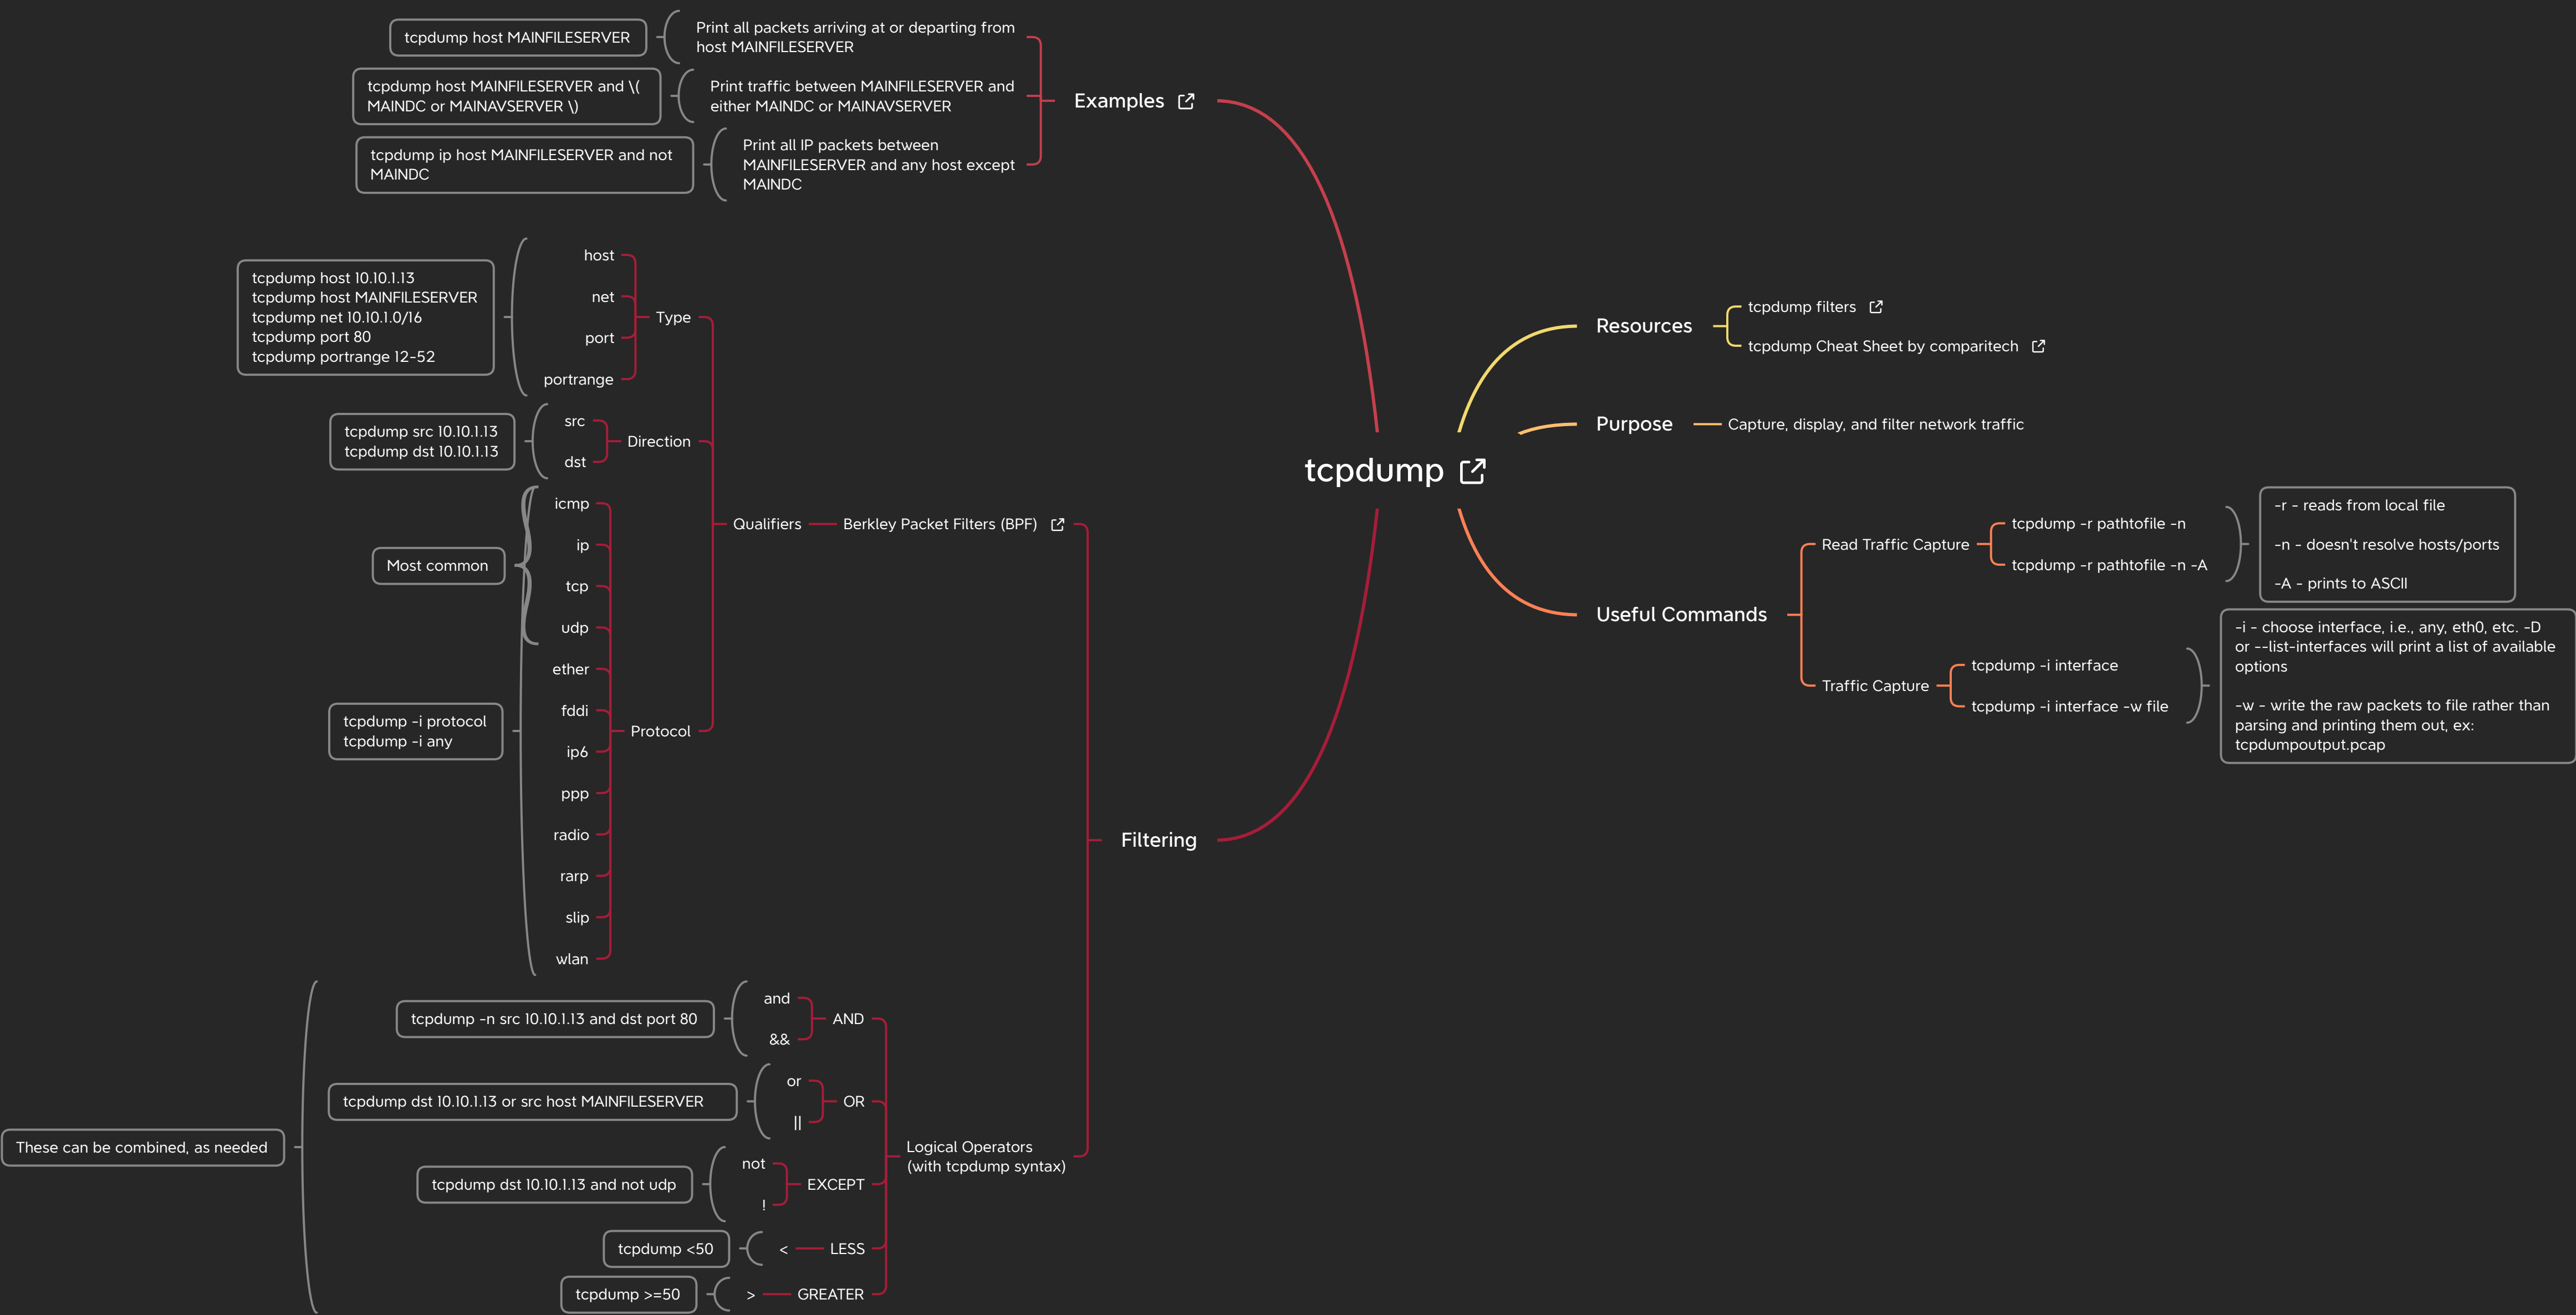 tcpdump
Examples
Print all packets arriving at or departing from
host MAINFILESERVER
tcpdump host MAINFILESERVER
Print traffic between MAINFILESERVER and
either MAINDC or MAINAVSERVER
tcpdump host MAINFILESERVER and \(
MAINDC or MAINAVSERVER \)
Print all IP packets between
MAINFILESERVER and any host except
MAINDC
tcpdump ip host MAINFILESERVER and not
MAINDC
Resources
tcpdump filters
tcpdump Cheat Sheet by comparitech
Purpose
Capture, display, and filter network traffic
Useful Commands
Read Traffic Capture
tcpdump -r pathtofile -n
tcpdump -r pathtofile -n -A
-r - reads from local file
-n - doesn't resolve hosts/ports
-A - prints to ASCII
Traffic Capture
tcpdump -i interface
tcpdump -i interface -w file
-i - choose interface, i.e., any, eth0, etc. -D
or --list-interfaces will print a list of available
options
-w - write the raw packets to file rather than
parsing and printing them out, ex:
tcpdumpoutput.pcap
Filtering
Berkley Packet Filters (BPF)
Qualifiers
Type
host
net
port
portrange
tcpdump host 10.10.1.13
tcpdump host MAINFILESERVER
tcpdump net 10.10.1.0/16
tcpdump port 80
tcpdump portrange 12-52
Direction
src
dst
tcpdump src 10.10.1.13
tcpdump dst 10.10.1.13
Protocol
icmp
ip
tcp
udp
Most common
ether
fddi
ip6
ppp
radio
rarp
slip
wlan
tcpdump -i protocol
tcpdump -i any
Logical Operators
(with tcpdump syntax)
AND
and
&&
tcpdump -n src 10.10.1.13 and dst port 80
OR
or
||
tcpdump dst 10.10.1.13 or src host MAINFILESERVER
EXCEPT
not
!
tcpdump dst 10.10.1.13 and not udp
LESS
<
tcpdump <50
GREATER
>
tcpdump >=50
These can be combined, as needed